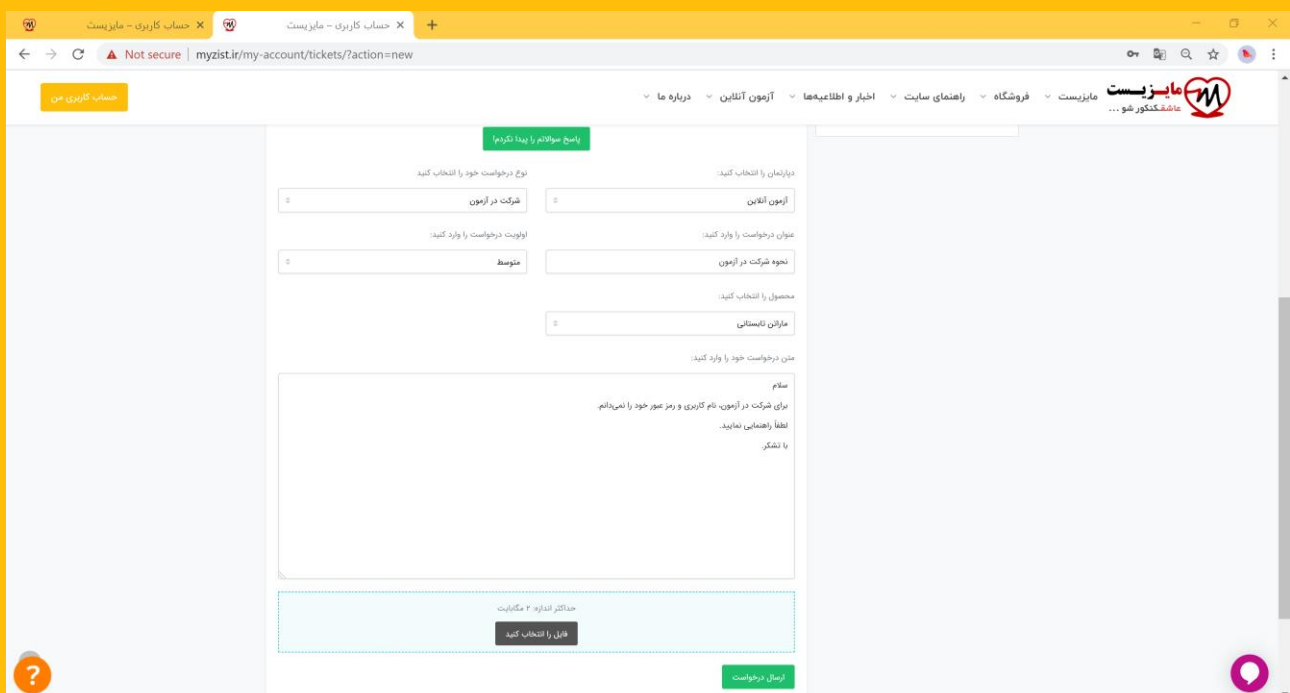 حساب کاربری – مایزیست
حساب کاربری – مایزیست
Not secure | myzist.ir/my-account/tickets/?action=new
مایــزیــست
عاشقـکنکور شو ...
مایزیست
فروشگاه
راهنمای سایت
اخبار و اطلاعیه‌ها
آزمون آنلاین
درباره ما
حساب کاربری من
پاسخ سوالاتم را پیدا نکردم!
دپارتمان را انتخاب کنید:
نوع درخواست خود را انتخاب کنید
آزمون آنلاین
شرکت در آزمون
عنوان درخواست را وارد کنید:
اولویت درخواست را وارد کنید:
نحوه شرکت در آزمون
متوسط
محصول را انتخاب کنید:
ماراتن تابستانی
متن درخواست خود را وارد کنید:
سلام
برای شرکت در آزمون، نام کاربری و رمز عبور خود را نمی‌دانم.
لطفاً راهنمایی نمایید.
با تشکر.
حداکثر اندازه: ۲ مگابایت
فایل را انتخاب کنید
ارسال درخواست